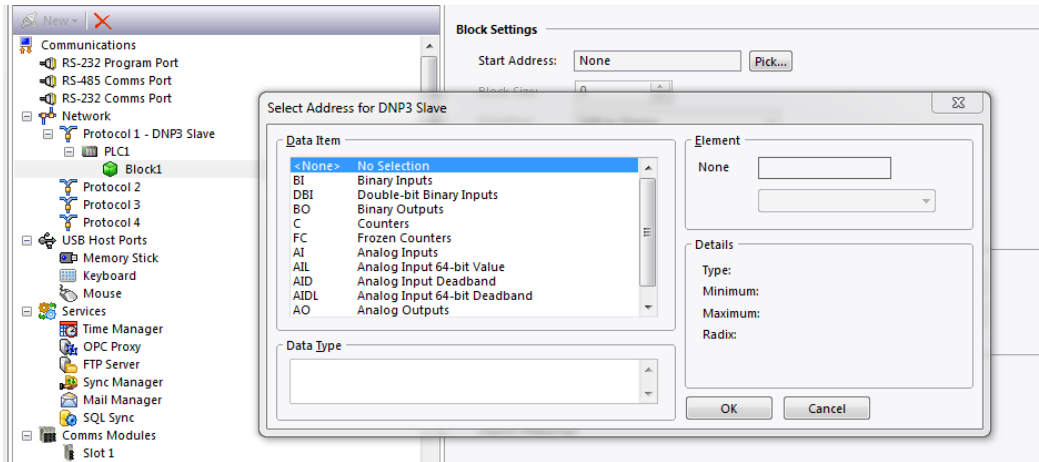 New
Communications
RS-232 Program Port
RS-485 Comms Port
RS-232 Comms Port
Network
Protocol 1 - DNP3 Slave
PLC1
Block1
Protocol 2
Protocol 3
Protocol 4
USB Host Ports
Memory Stick
Keyboard
Mouse
Services
Time Manager
OPC Proxy
FTP Server
Sync Manager
Mail Manager
SQL Sync
Comms Modules
Slot 1
Block Settings
Start Address: None Pick...
Block Size: 0
Select Address for DNP3 Slave
Data Item
<None> No Selection
BI Binary Inputs
DBI Double-bit Binary Inputs
BO Binary Outputs
C Counters
FC Frozen Counters
AI Analog Inputs
AIL Analog Input 64-bit Value
AID Analog Input Deadband
AIDL Analog Input 64-bit Deadband
AO Analog Outputs
Data Type
Element
None
Details
Type:
Minimum:
Maximum:
Radix:
OK Cancel